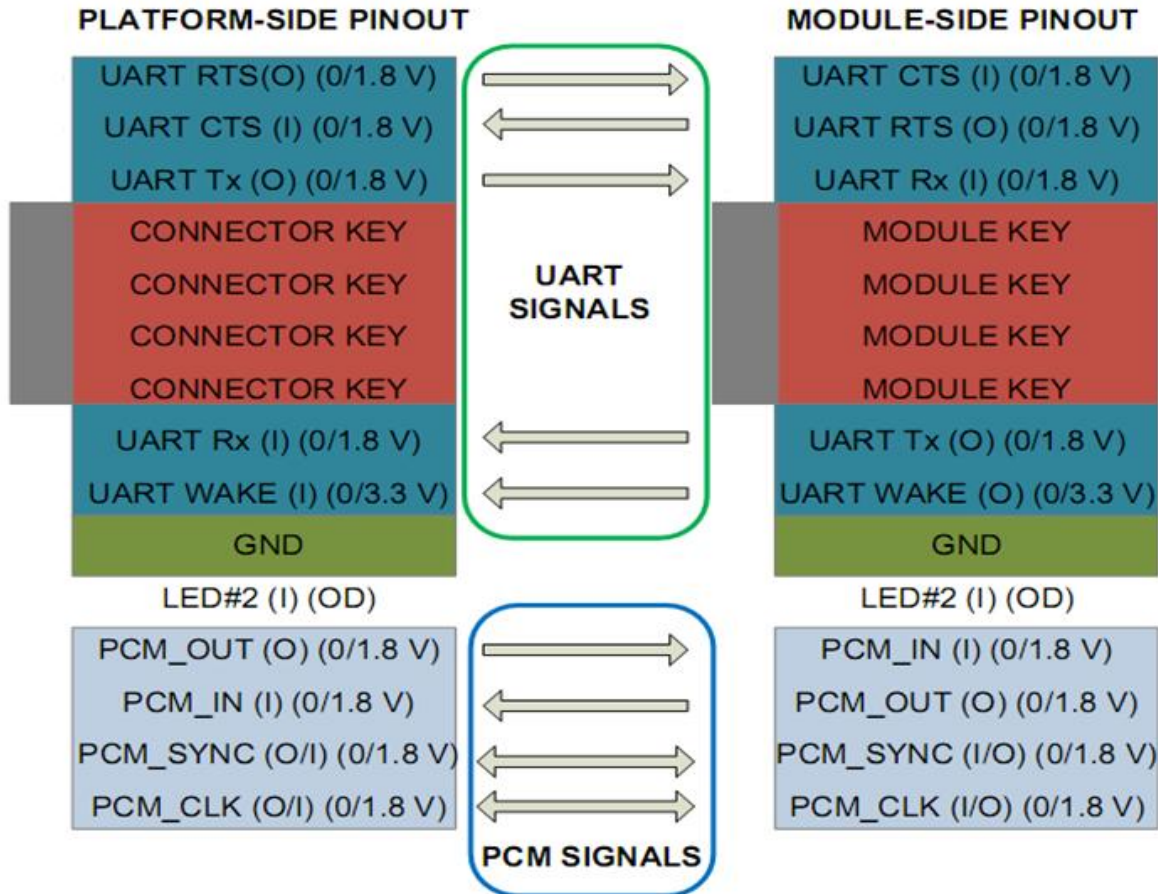 PLATFORM-SIDE PINOUT
MODULE-SIDE PINOUT
UART RTS(O) (0/1.8 V)
UART CTS (I) (0/1.8 V)
UART CTS (I) (0/1.8 V)
UART RTS (O) (0/1.8 V)
UART Tx (O) (0/1.8 V)
UART Rx (I) (0/1.8 V)
CONNECTOR KEY
MODULE KEY
CONNECTOR KEY
MODULE KEY
CONNECTOR KEY
MODULE KEY
CONNECTOR KEY
MODULE KEY
UART
SIGNALS
UART Rx (I) (0/1.8 V)
UART Tx (O) (0/1.8 V)
UART WAKE (I) (0/3.3 V)
UART WAKE (O) (0/3.3 V)
GND
GND
LED#2 (I) (OD)
LED#2 (I) (OD)
PCM_OUT (O) (0/1.8 V)
PCM_IN (I) (0/1.8 V)
PCM_IN (I) (0/1.8 V)
PCM_OUT (O) (0/1.8 V)
PCM_SYNC (O/I) (0/1.8 V)
PCM_SYNC (I/O) (0/1.8 V)
PCM_CLK (O/I) (0/1.8 V)
PCM_CLK (I/O) (0/1.8 V)
PCM SIGNALS